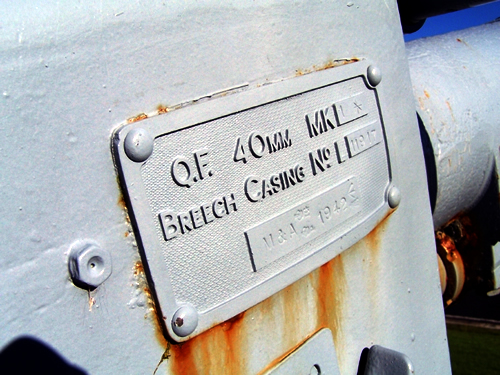 Q.F. 40MM MK I
BREECH CASING Nº L
M&A 1942